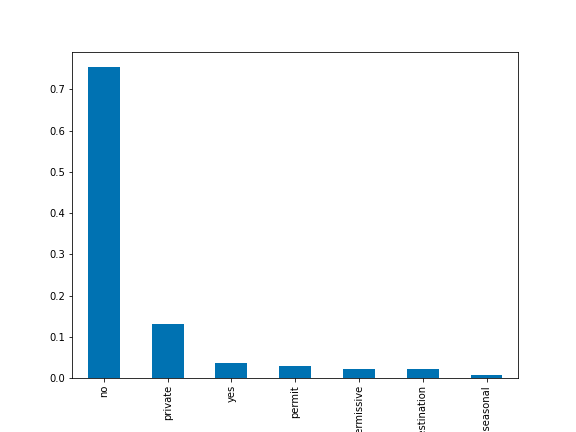 0.7
0.6
0.5
0.4
0.3
0.2
0.1
0.0
no
private
yes
permit
ermissive
estination
seasonal